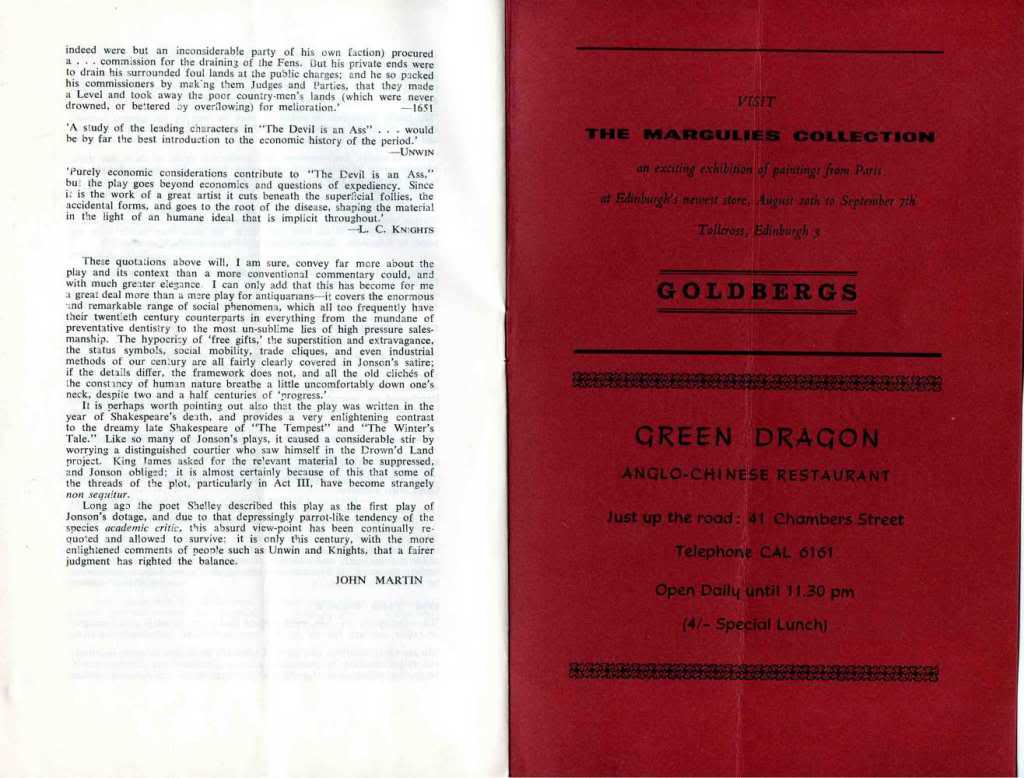 indeed were but an inconsiderable party of his own faction) procured
a . . . commission for the draining of the Fens. But his private ends were
to drain his surrounded foul lands at the public charges; and he so packed
his commissioners by making them Judges and Parties, that they made
a Level and took away the poor country-men's lands (which were never
drowned, or bettered by overflowing) for melioration.' —1651
'A study of the leading characters in "The Devil is an Ass" . . . would
be by far the best introduction to the economic history of the period.'
—UNWIN
'Purely economic considerations contribute to "The Devil is an Ass,"
but the play goes beyond economics and questions of expediency. Since
it is the work of a great artist it cuts beneath the superficial follies, the
accidental forms, and goes to the root of the disease, shaping the material
in the light of an humane ideal that is implicit throughout.'
—L. C. KNIGHTS
These quotations above will, I am sure, convey far more about the
play and its context than a more conventional commentary could, and
with much greater elegance. I can only add that this has become for me
a great deal more than a mere play for antiquarians—it covers the enormous
and remarkable range of social phenomena, which all too frequently have
their twentieth century counterparts in everything from the mundane of
preventative dentistry to the most un-sublime lies of high pressure sales-
manship. The hypocrisy of 'free gifts,' the superstition and extravagance,
the status symbols, social mobility, trade cliques, and even industrial
methods of our century are all fairly clearly covered in Jonson's satire;
if the details differ, the framework does not, and all the old clichés of
the constancy of human nature breathe a little uncomfortably down one's
neck, despite two and a half centuries of 'progress.'
It is perhaps worth pointing out also that the play was written in the
year of Shakespeare's death, and provides a very enlightening contrast
to the dreamy late Shakespeare of "The Tempest" and "The Winter's
Tale." Like so many of Jonson's plays, it caused a considerable stir by
worrying a distinguished courtier who saw himself in the Drown'd Land
project. King James asked for the relevant material to be suppressed,
and Jonson obliged; it is almost certainly because of this that some of
the threads of the plot, particularly in Act III, have become strangely
non sequitur.
Long ago the poet Shelley described this play as the first play of
Jonson's dotage, and due to that depressingly parrot-like tendency of the
species academic critic, this absurd view-point has been continually re-
quoted and allowed to survive: it is only this century, with the more
enlightened comments of people such as Unwin and Knights, that a fairer
judgment has righted the balance.
JOHN MARTIN
VISIT
THE MARGULIES COLLECTION
an exciting exhibition of paintings from Paris
at Edinburgh's newest store, August 20th to September 7th
Tollcross, Edinburgh 3
GOLDBERGS
GREEN DRAGON
ANGLO-CHINESE RESTAURANT
Just up the road: 41 Chambers Street
Telephone CAL 6161
Open Daily until 11.30 pm
(4/- Special Lunch)